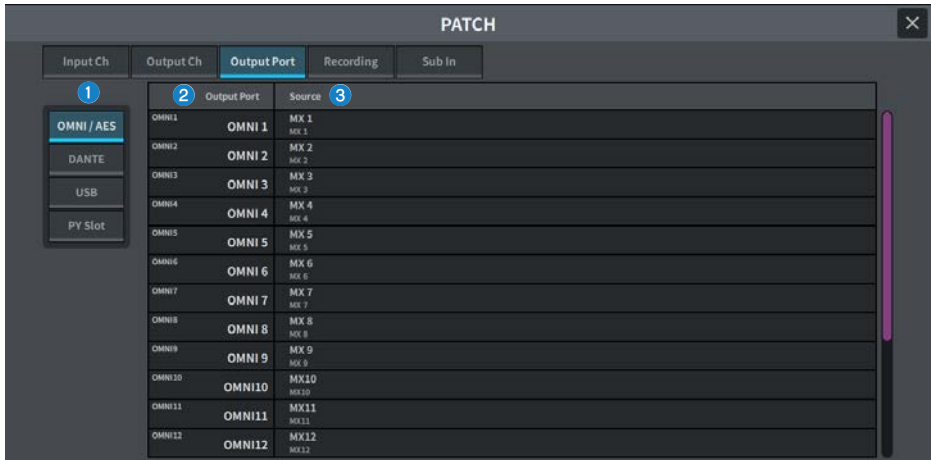 PATCH
Input Ch Output Ch Output Port Recording Sub In
1 2 Output Port Source 3
OMNI / AES
DANTE
USB
PY Slot
OMNI1 OMNI 1 MX 1
MX 1
OMNI2 OMNI 2 MX 2
MX 2
OMNI3 OMNI 3 MX 3
MX 3
OMNI4 OMNI 4 MX 4
MX 4
OMNI5 OMNI 5 MX 5
MX 5
OMNI6 OMNI 6 MX 6
MX 6
OMNI7 OMNI 7 MX 7
MX 7
OMNI8 OMNI 8 MX 8
MX 8
OMNI9 OMNI 9 MX 9
MX 9
OMNI10 OMNI10 MX10
MX10
OMNI11 OMNI11 MX11
MX11
OMNI12 OMNI12 MX12
MX12